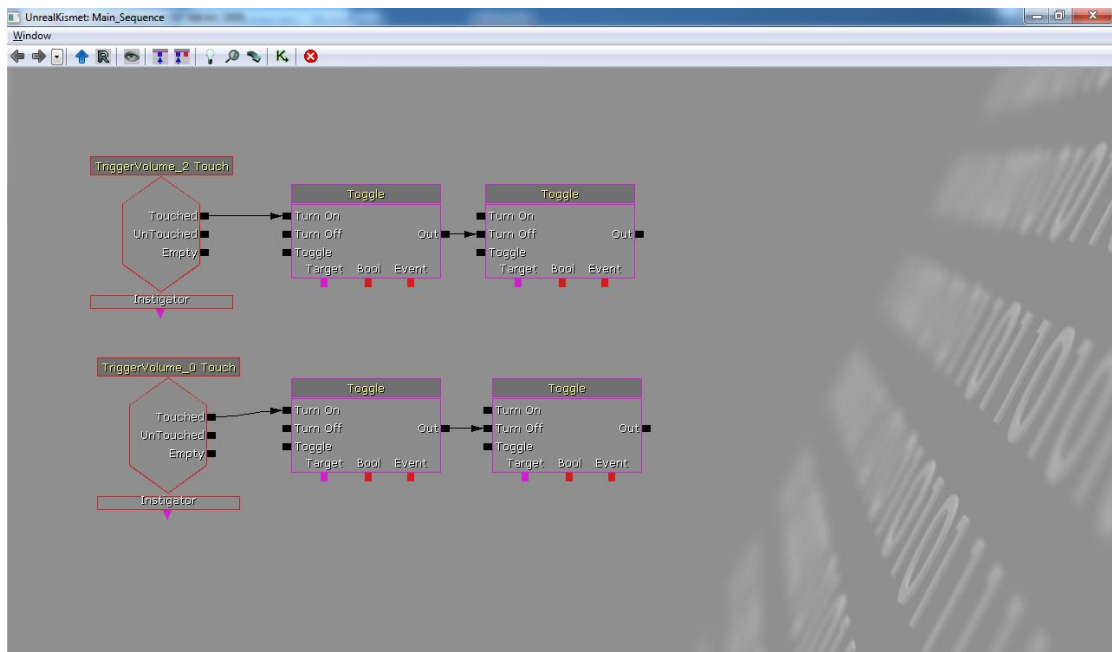 UnrealKismet: Main_Sequence
Window
TriggerVolume_2 Touch
Touched
UnTouched
Empty
Instigator
Toggle
Turn On
Turn Off Out
Toggle
Target Bool Event
Toggle
Turn On
Turn Off Out
Toggle
Target Bool Event
TriggerVolume_0 Touch
Touched
UnTouched
Empty
Instigator
Toggle
Turn On
Turn Off Out
Toggle
Target Bool Event
Toggle
Turn On
Turn Off Out
Toggle
Target Bool Event